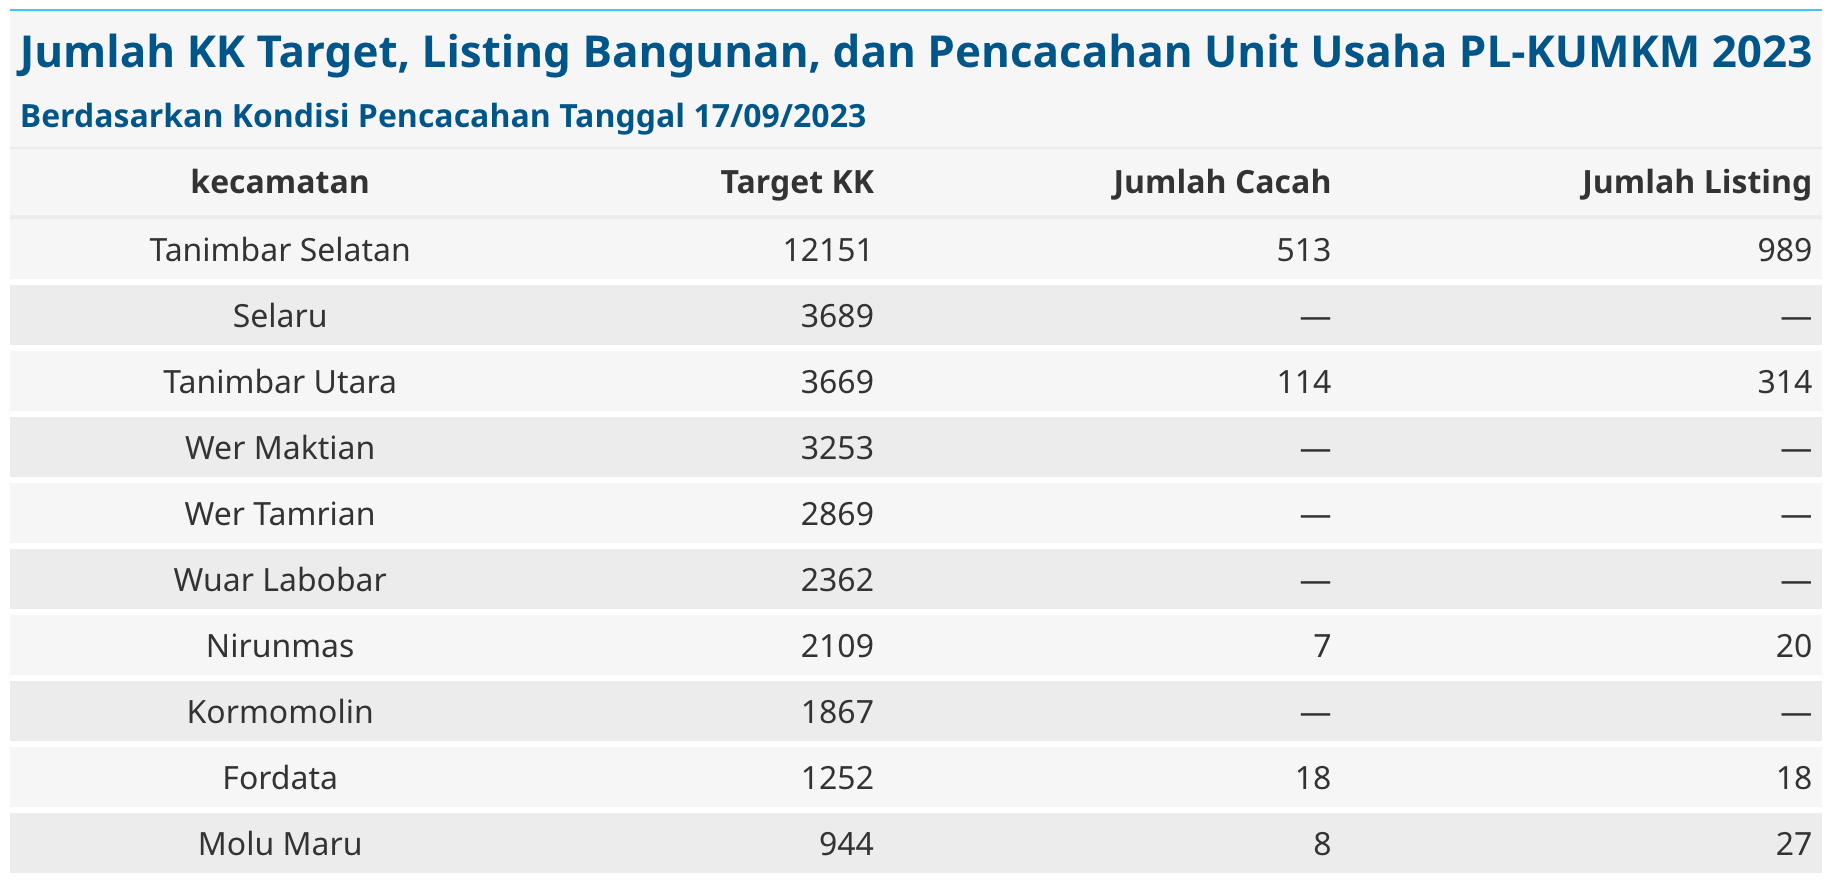 Jumlah KK Target, Listing Bangunan, dan Pencacahan Unit Usaha PL-KUMKM 2023
Berdasarkan Kondisi Pencacahan Tanggal 17/09/2023
kecamatan Target KK Jumlah Cacah Jumlah Listing
Tanimbar Selatan 12151 513 989
Selaru 3689 — —
Tanimbar Utara 3669 114 314
Wer Maktian 3253 — —
Wer Tamrian 2869 — —
Wuar Labobar 2362 — —
Nirunmas 2109 7 20
Kormomolin 1867 — —
Fordata 1252 18 18
Molu Maru 944 8 27